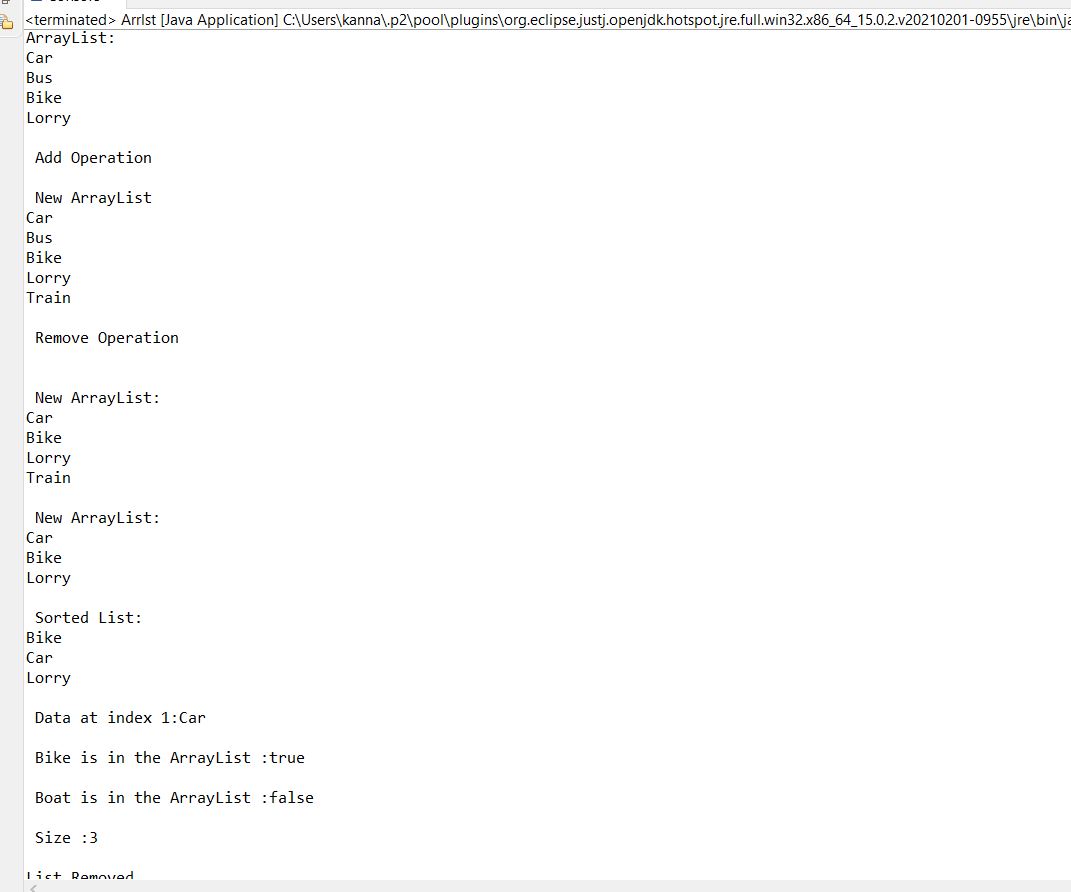 <terminated> Arrlst [Java Application] C:\Users\kanna\.p2\pool\plugins\org.eclipse.justj.openjdk.hotspot.jre.full.win32.x86_64_15.0.2.v20210201-0955\jre\bin\ja
ArrayList:
Car
Bus
Bike
Lorry
Add Operation
New ArrayList
Car
Bus
Bike
Lorry
Train
Remove Operation
New ArrayList:
Car
Bike
Lorry
Train
New ArrayList:
Car
Bike
Lorry
Sorted List:
Bike
Car
Lorry
Data at index 1:Car
Bike is in the ArrayList :true
Boat is in the ArrayList :false
Size :3
List Removed